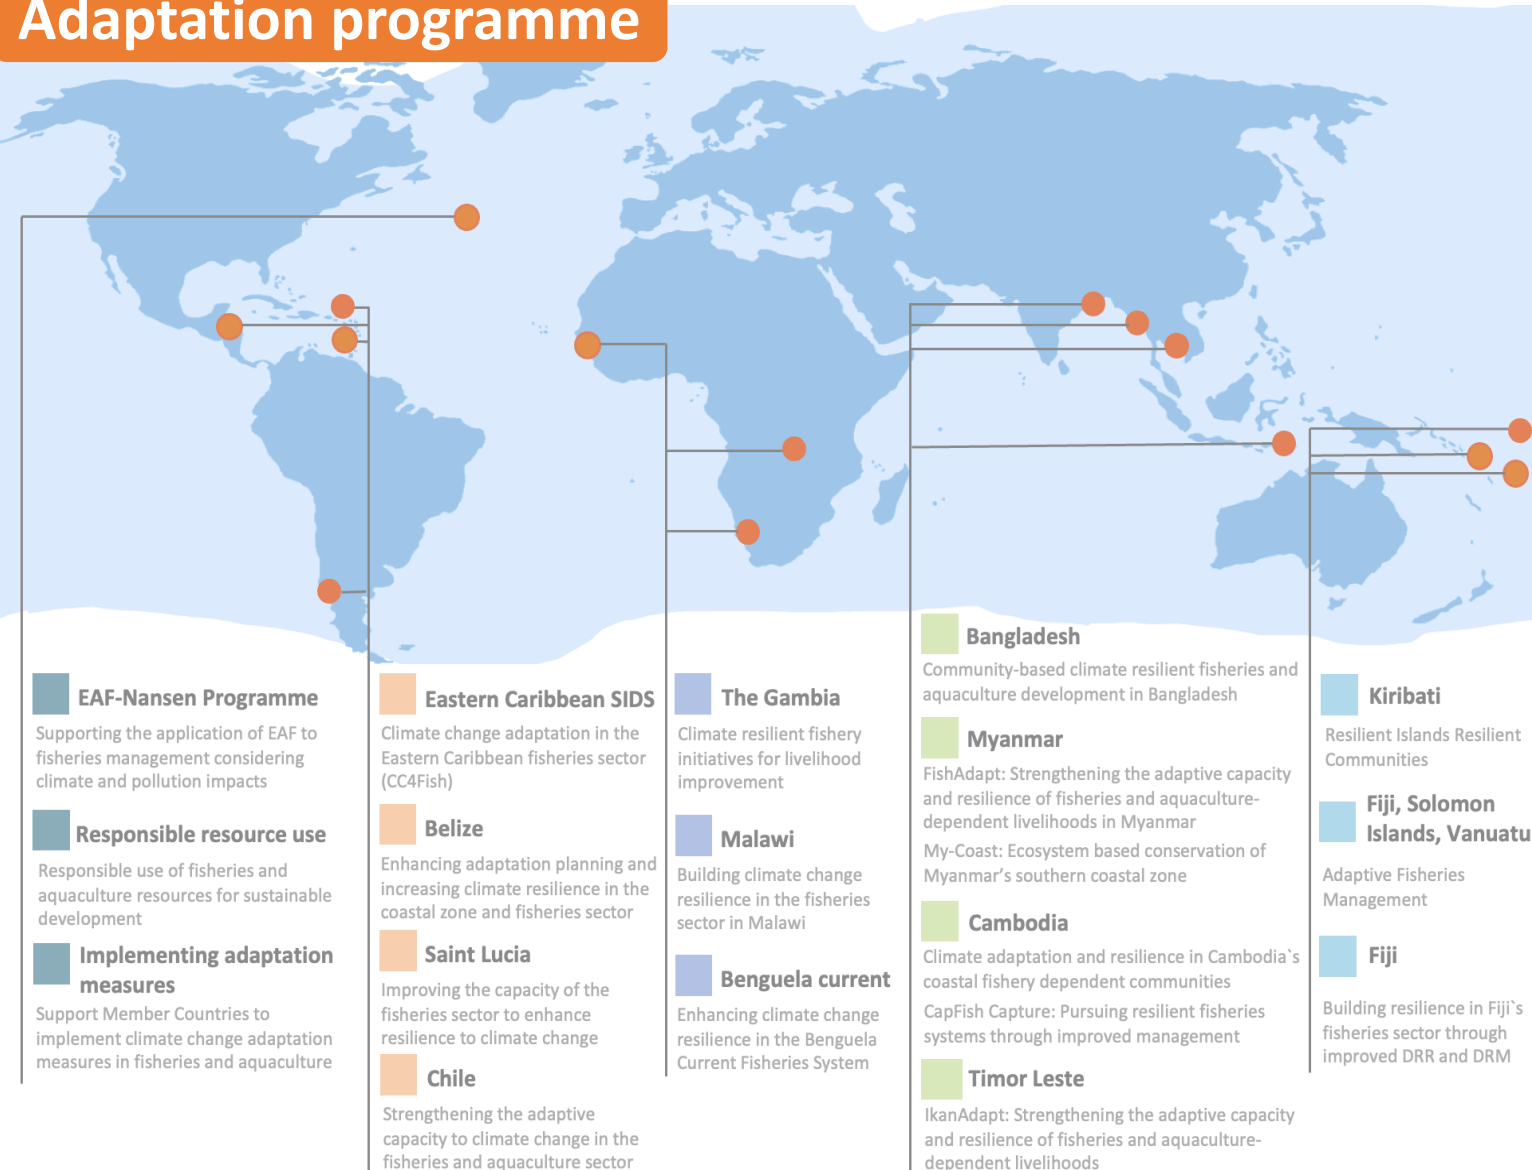 Adaptation programme
EAF-Nansen Programme
Supporting the application of EAF to
fisheries management considering
climate and pollution impacts
Responsible resource use
Responsible use of fisheries and
aquaculture resources for sustainable
development
Implementing adaptation
measures
Support Member Countries to
implement climate change adaptation
measures in fisheries and aquaculture
Eastern Caribbean SIDS
Climate change adaptation in the
Eastern Caribbean fisheries sector
(CC4Fish)
Belize
Enhancing adaptation planning and
increasing climate resilience in the
coastal zone and fisheries sector
Saint Lucia
Improving the capacity of the
fisheries sector to enhance
resilience to climate change
Chile
Strengthening the adaptive
capacity to climate change in the
fisheries and aquaculture sector
The Gambia
Climate resilient fishery
initiatives for livelihood
improvement
Malawi
Building climate change
resilience in the fisheries
sector in Malawi
Benguela current
Enhancing climate change
resilience in the Benguela
Current Fisheries System
Bangladesh
Community-based climate resilient fisheries and
aquaculture development in Bangladesh
Myanmar
FishAdapt: Strengthening the adaptive capacity
and resilience of fisheries and aquaculture-
dependent livelihoods in Myanmar
My-Coast: Ecosystem based conservation of
Myanmar’s southern coastal zone
Cambodia
Climate adaptation and resilience in Cambodia`s
coastal fishery dependent communities
CapFish Capture: Pursuing resilient fisheries
systems through improved management
Timor Leste
IkanAdapt: Strengthening the adaptive capacity
and resilience of fisheries and aquaculture-
dependent livelihoods
Kiribati
Resilient Islands Resilient
Communities
Fiji, Solomon
Islands, Vanuatu
Adaptive Fisheries
Management
Fiji
Building resilience in Fiji`s
fisheries sector through
improved DRR and DRM